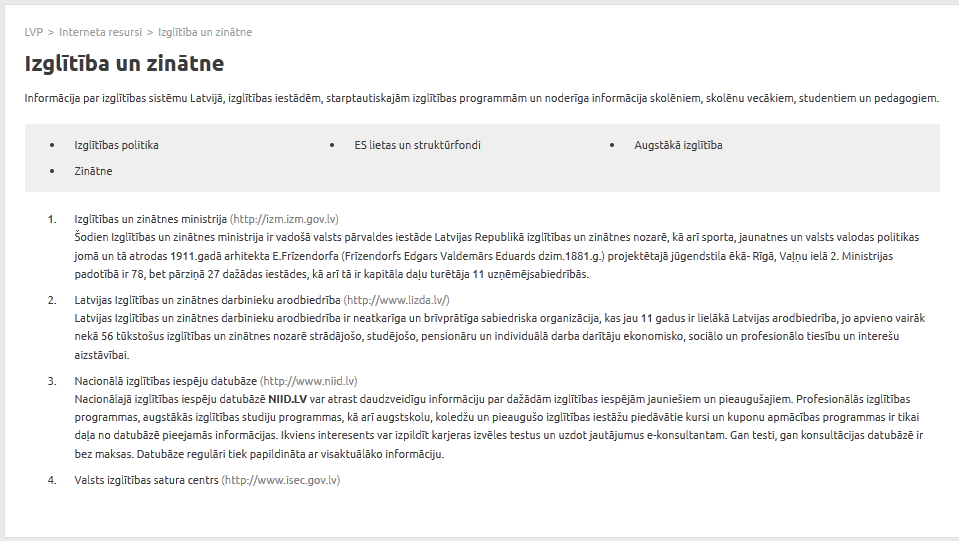 LVP > Interneta resursi > Izglītība un zinātne
Izglītība un zinātne
Informācija par izglītības sistēmu Latvijā, izglītības iestādēm, starptautiskajām izglītības programmām un noderīga informācija skolēniem, skolēnu vecākiem, studentiem un pedagogiem.
• Izglītības politika • ES lietas un struktūrfondi • Augstākā izglītība
• Zinātne
1. Izglītības un zinātnes ministrija (http://izm.izm.gov.lv)
Šodien Izglītības un zinātnes ministrija ir vadošā valsts pārvaldes iestāde Latvijas Republikā izglītības un zinātnes nozarē, kā arī sporta, jaunatnes un valsts valodas politikas
jomā un tā atrodas 1911.gadā arhitekta E.Frīzendorfa (Frīzendorfs Edgars Valdemārs Eduards dzim.1881.g.) projektētajā jūgendstila ēkā- Rīgā, Vaļņu ielā 2. Ministrijas
padotībā ir 78, bet pārziņā 27 dažādas iestādes, kā arī tā ir kapitāla daļu turētāja 11 uzņēmējsabiedrībās.
2. Latvijas Izglītības un zinātnes darbinieku arodbiedrība (http://www.lizda.lv/)
Latvijas Izglītības un zinātnes darbinieku arodbiedrība ir neatkarīga un brīvprātīga sabiedriska organizācija, kas jau 11 gadus ir lielākā Latvijas arodbiedrība, jo apvieno vairāk
nekā 56 tūkstošus izglītības un zinātnes nozarē strādājošo, studējošo, pensionāru un individuālā darba darītāju ekonomisko, sociālo un profesionālo tiesību un interešu
aizstāvībai.
3. Nacionālā izglītības iespēju datubāze (http://www.niid.lv)
Nacionālajā izglītības iespēju datubāzē NIID.LV var atrast daudzveidīgu informāciju par dažādām izglītības iespējām jauniešiem un pieaugušajiem. Profesionālās izglītības
programmas, augstākās izglītības studiju programmas, kā arī augstskolu, koledžu un pieaugušo izglītības iestāžu piedāvātie kursi un kuponu apmācības programmas ir tikai
daļa no datubāzē pieejamās informācijas. Ikviens interesents var izpildīt karjeras izvēles testus un uzdot jautājumus e-konsultantam. Gan testi, gan konsultācijas datubāzē ir
bez maksas. Datubāze regulāri tiek papildināta ar visaktuālāko informāciju.
4. Valsts izglītības satura centrs (http://www.isec.gov.lv)